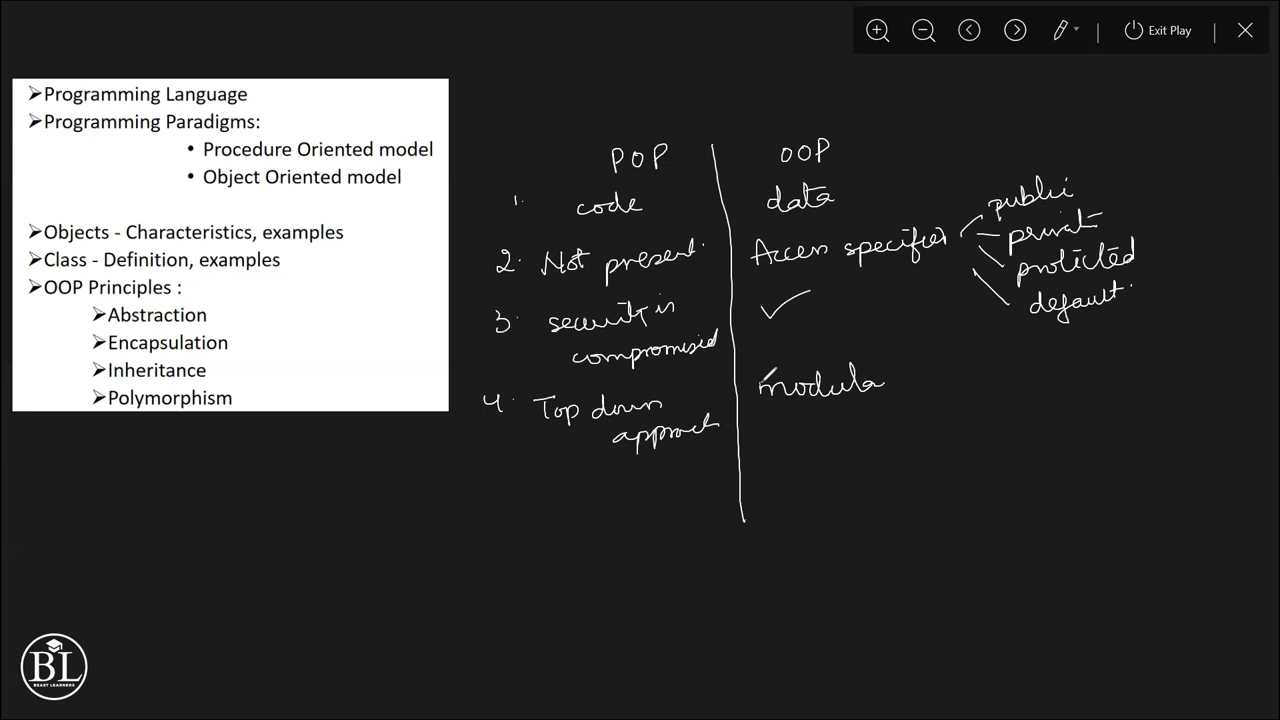 Exit Play
Programming Language
Programming Paradigms:
Procedure Oriented model
Object Oriented model
Objects - Characteristics, examples
Class - Definition, examples
OOP Principles :
Abstraction
Encapsulation
Inheritance
Polymorphism
POP OOP
1. code data
2. Not present. Access specifier
public
private
protected
default.
3. security is
compromised
4. Top down modula
approach
BL
BEAST LEARNERS